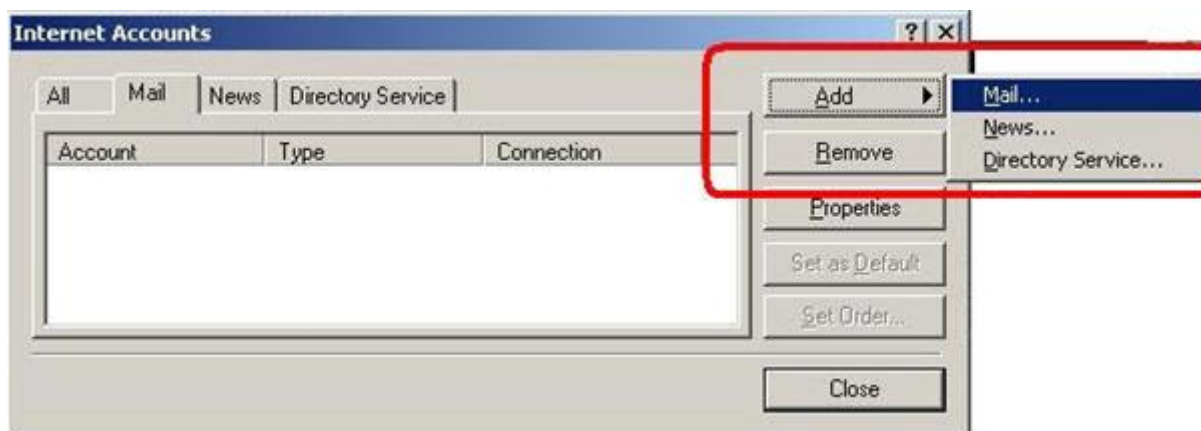 Internet Accounts
All Mail News Directory Service
Account Type Connection
Add
Remove
Properties
Set as Default
Set Order...
Close
Mail...
News...
Directory Service...